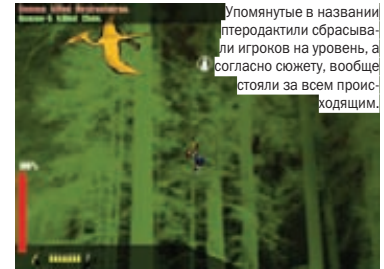 Упомянутые в названии
птеродактили сбрасыва-
ли игроков на уровень, а
согласно сюжету, вообще
стояли за всем проис-
ходящим.